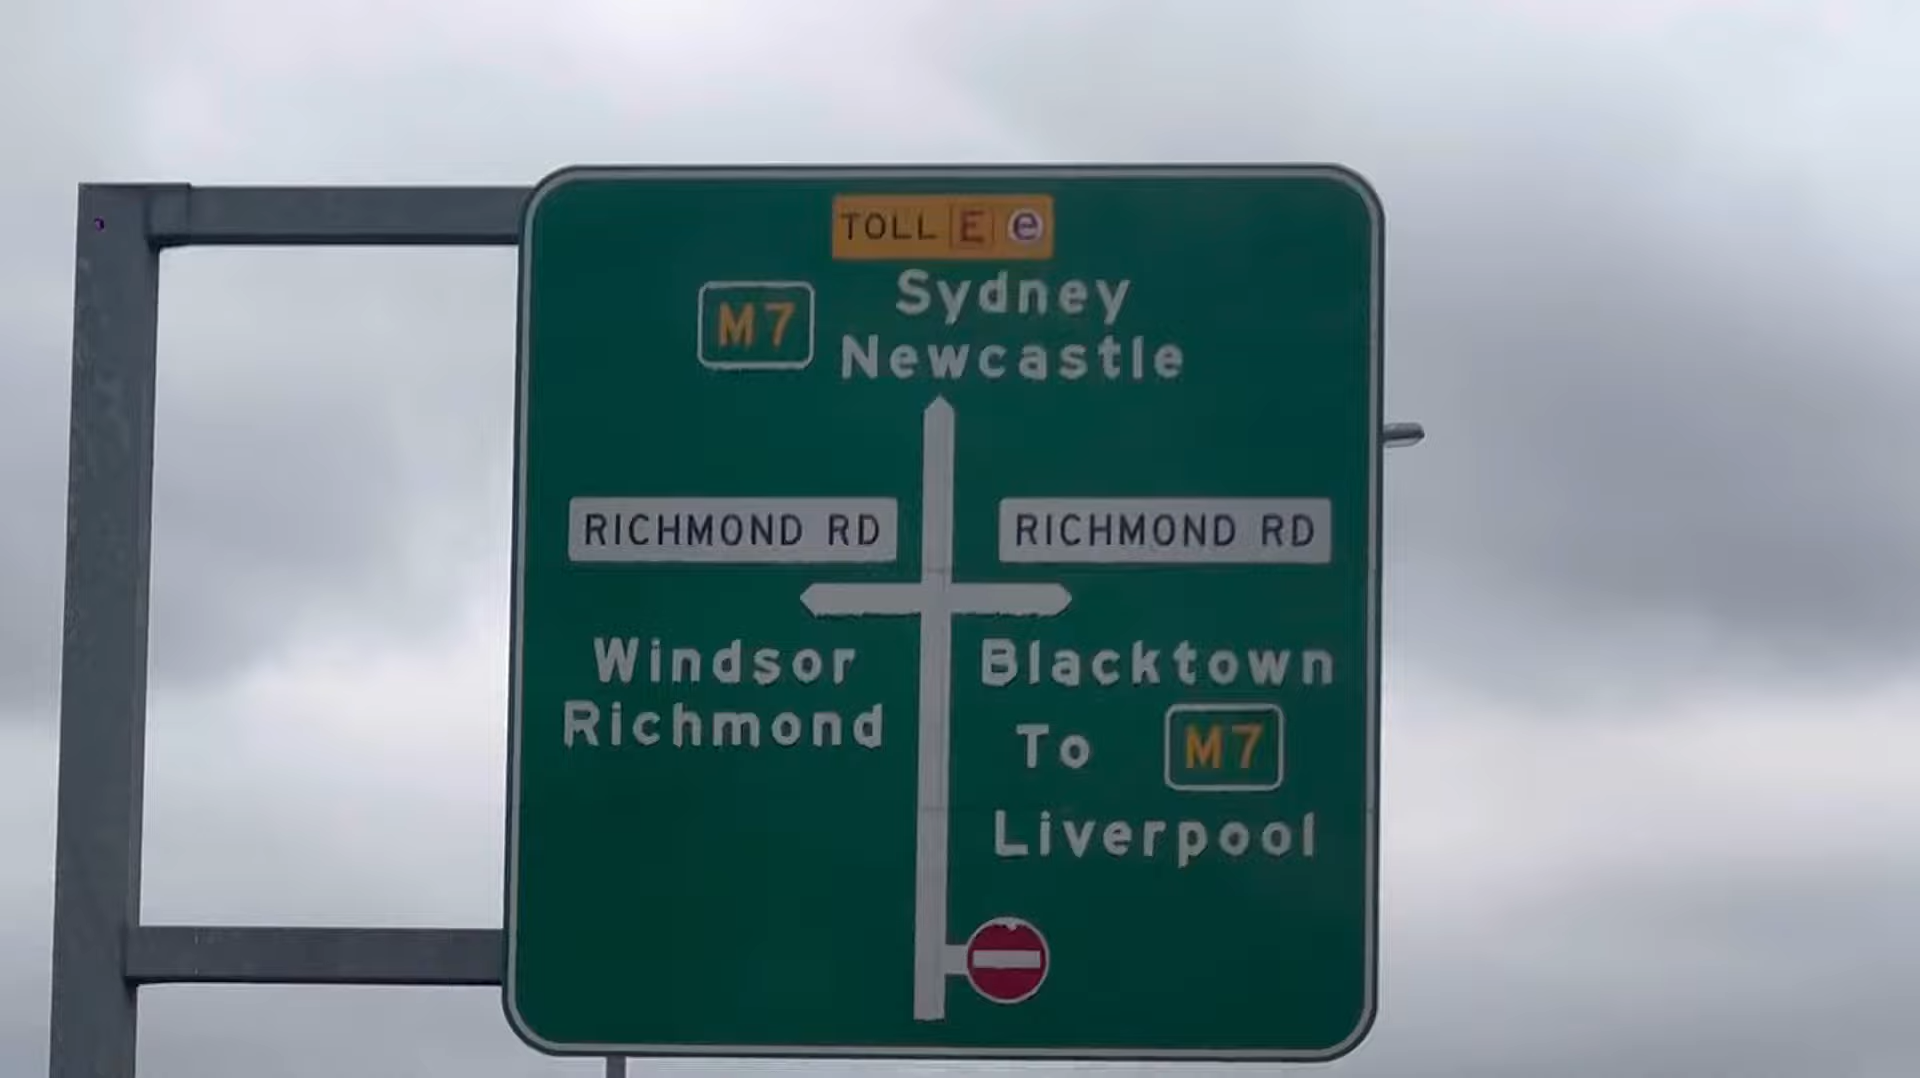 TOLL E e
M7 Sydney
Newcastle
RICHMOND RD
Windsor
Richmond
RICHMOND RD
Blacktown
To M7
Liverpool